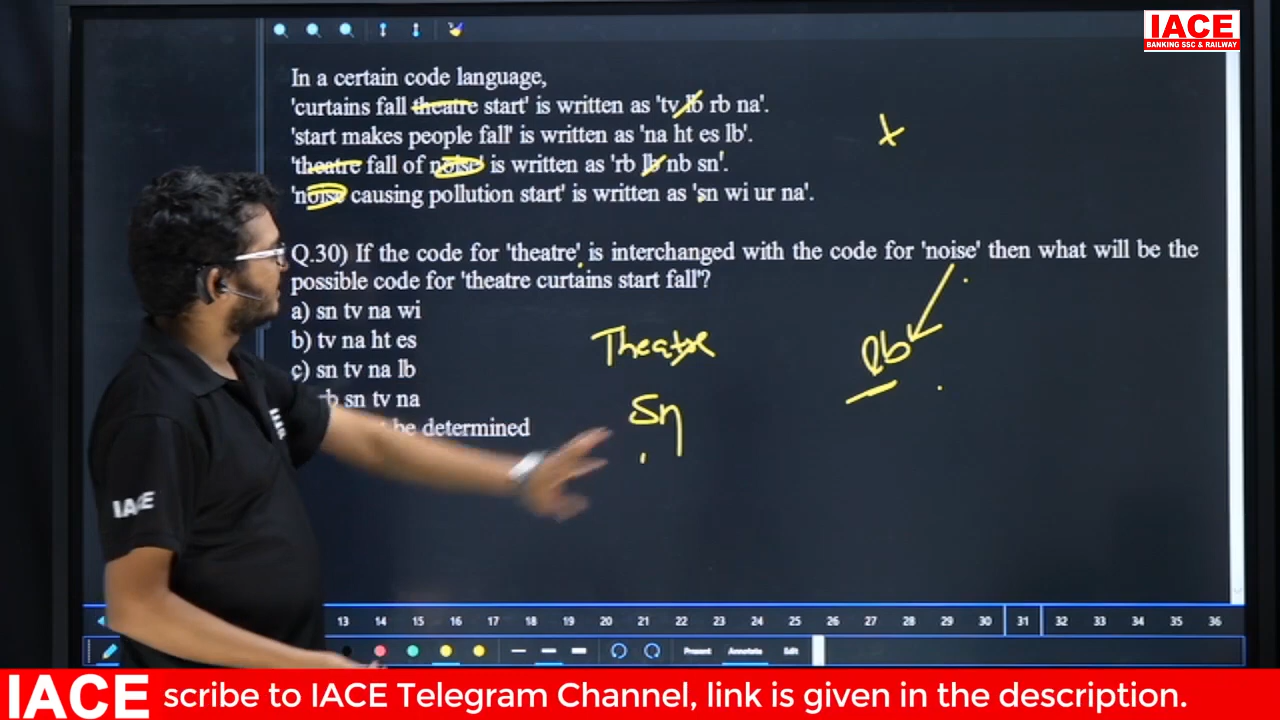 IACE
BANKING SSC & RAILWAY
In a certain code language,
'curtains fall theatre start' is written as 'tv lb rb na'.
'start makes people fall' is written as 'na ht es lb'.
'theatre fall of noise' is written as 'rb lb nb sn'.
'noise causing pollution start' is written as 'sn wi ur na'.
Q.30) If the code for 'theatre' is interchanged with the code for 'noise' then what will be the
possible code for 'theatre curtains start fall'?
a) sn tv na wi
b) tv na ht es
c) sn tv na lb
rb sn tv na
be determined
Theatre
Rb
Sn
IACE
13 14 15 16 17 18 19 20 21 22 23 24 25 26 27 28 29 30 31 32 33 34 35 36
Present Annotate Edit
IACE scribe to IACE Telegram Channel, link is given in the description.